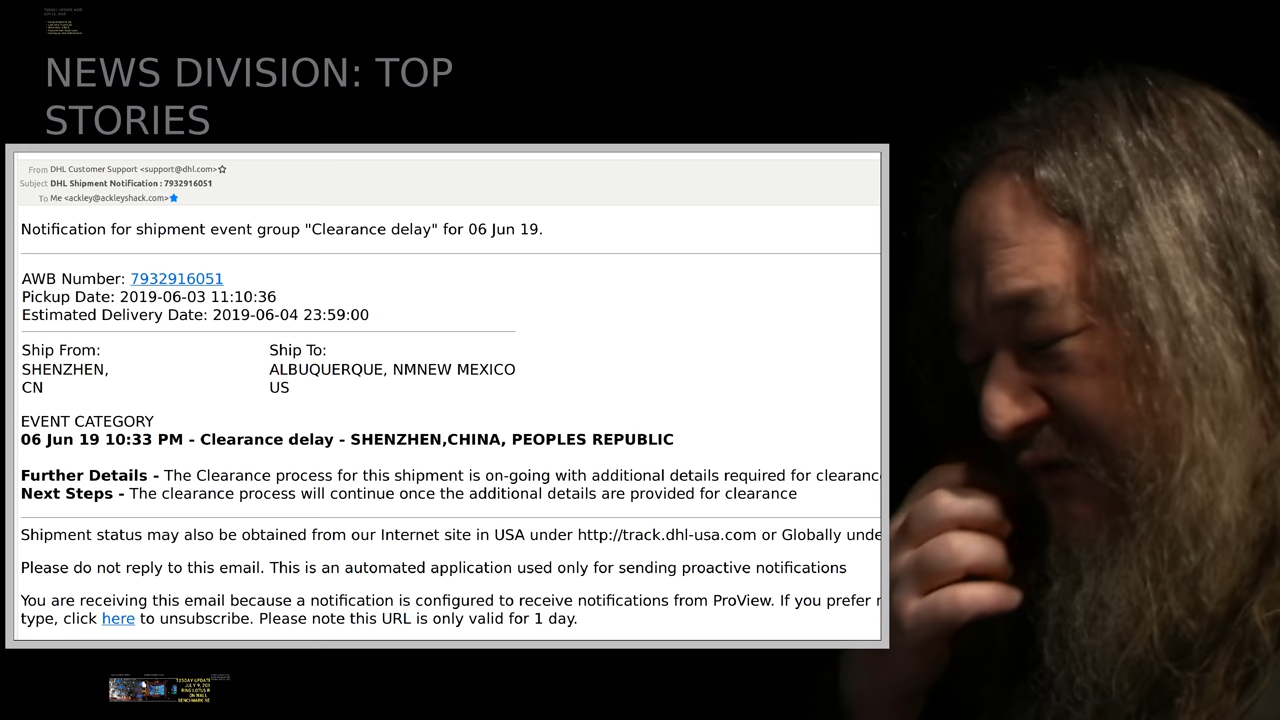 NEWS DIVISION: TOP
STORIES
From DHL Customer Support <support@dhl.com>
Subject DHL Shipment Notification : 7932916051
To Me <ackley@ackleyshack.com>
Notification for shipment event group "Clearance delay" for 06 Jun 19.
AWB Number: 7932916051
Pickup Date: 2019-06-03 11:10:36
Estimated Delivery Date: 2019-06-04 23:59:00
Ship From: Ship To:
SHENZHEN, ALBUQUERQUE, NMNEW MEXICO
CN US
EVENT CATEGORY
06 Jun 19 10:33 PM - Clearance delay - SHENZHEN,CHINA, PEOPLES REPUBLIC
Further Details - The Clearance process for this shipment is on-going with additional details required for clearanc
Next Steps - The clearance process will continue once the additional details are provided for clearance
Shipment status may also be obtained from our Internet site in USA under http://track.dhl-usa.com or Globally unde
Please do not reply to this email. This is an automated application used only for sending proactive notifications
You are receiving this email because a notification is configured to receive notifications from ProView. If you prefer
type, click here to unsubscribe. Please note this URL is only valid for 1 day.